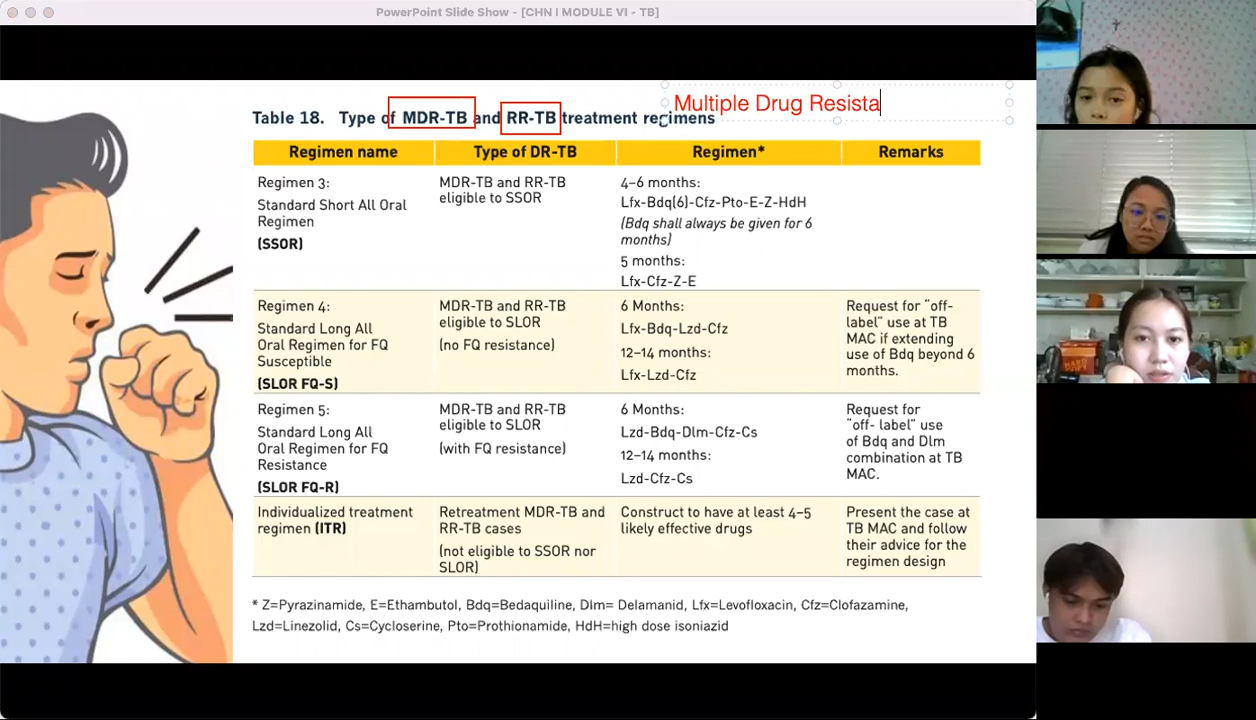 PowerPoint Slide Show - [CHN | MODULE VI - TB]
Multiple Drug Resista
Table 18. Type of MDR-TB and RR-TB treatment regimens
Regimen name Type of DR-TB Regimen* Remarks
Regimen 3:
Standard Short All Oral
Regimen
(SSOR)
MDR-TB and RR-TB
eligible to SSOR
4–6 months:
Lfx-Bdq(6)-Cfz-Pto-E-Z-HdH
(Bdq shall always be given for 6
months)
5 months:
Lfx-Cfz-Z-E
Regimen 4:
Standard Long All
Oral Regimen for FQ
Susceptible
(SLOR FQ-S)
MDR-TB and RR-TB
eligible to SLOR
(no FQ resistance)
6 Months:
Lfx-Bdq-Lzd-Cfz
12–14 months:
Lfx-Lzd-Cfz
Request for "off-
label" use at TB
MAC if extending
use of Bdq beyond 6
months.
Regimen 5:
Standard Long All
Oral Regimen for FQ
Resistance
(SLOR FQ-R)
MDR-TB and RR-TB
eligible to SLOR
(with FQ resistance)
6 Months:
Lzd-Bdq-Dlm-Cfz-Cs
12–14 months:
Lzd-Cfz-Cs
Request for
"off- label" use
of Bdq and Dlm
combination at TB
MAC.
Individualized treatment
regimen (ITR)
Retreatment MDR-TB and
RR-TB cases
(not eligible to SSOR nor
SLOR)
Construct to have at least 4–5
likely effective drugs
Present the case at
TB MAC and follow
their advice for the
regimen design
* Z=Pyrazinamide, E=Ethambutol, Bdq=Bedaquiline, Dlm= Delamanid, Lfx=Levofloxacin, Cfz=Clofazamine,
Lzd=Linezolid, Cs=Cycloserine, Pto=Prothionamide, HdH=high dose isoniazid